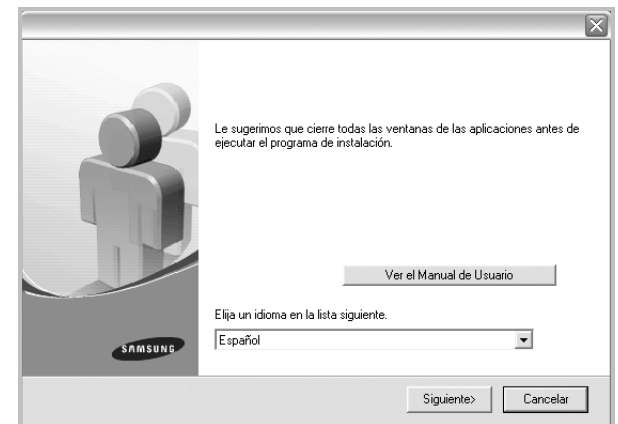 Le sugerimos que cierre todas las ventanas de las aplicaciones antes de
ejecutar el programa de instalación.
Ver el Manual de Usuario
Elija un idioma en la lista siguiente.
Español
SAMSUNG
Siguiente>
Cancelar